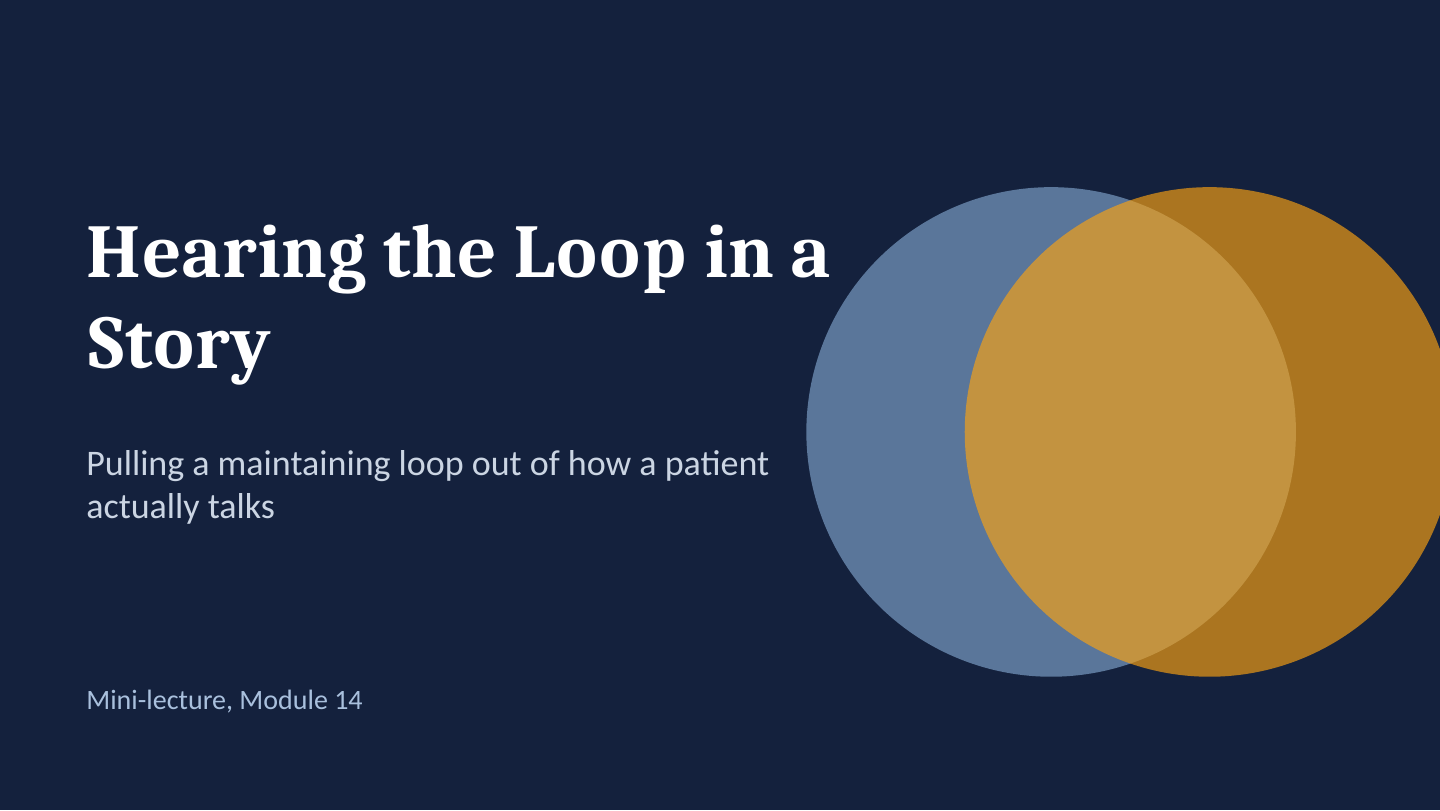 Hearing the Loop in a
Story
Pulling a maintaining loop out of how a patient
actually talks
Mini-lecture, Module 14